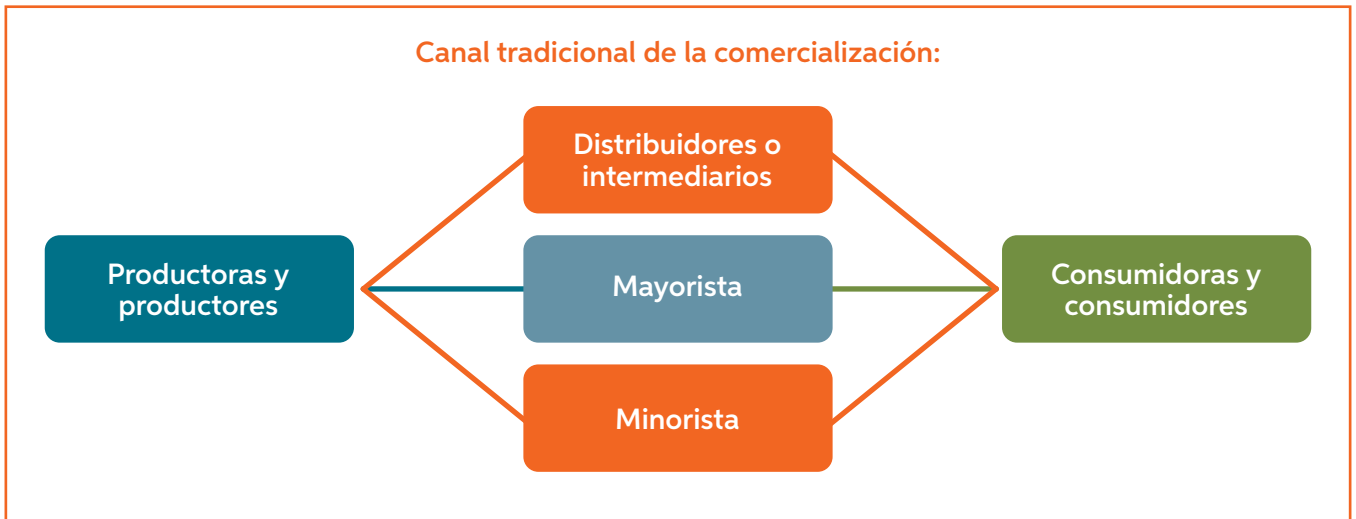 Canal tradicional de la comercialización:
Distribuidores o
intermediarios
Productoras y
productores
Mayorista
Consumidoras y
consumidores
Minorista